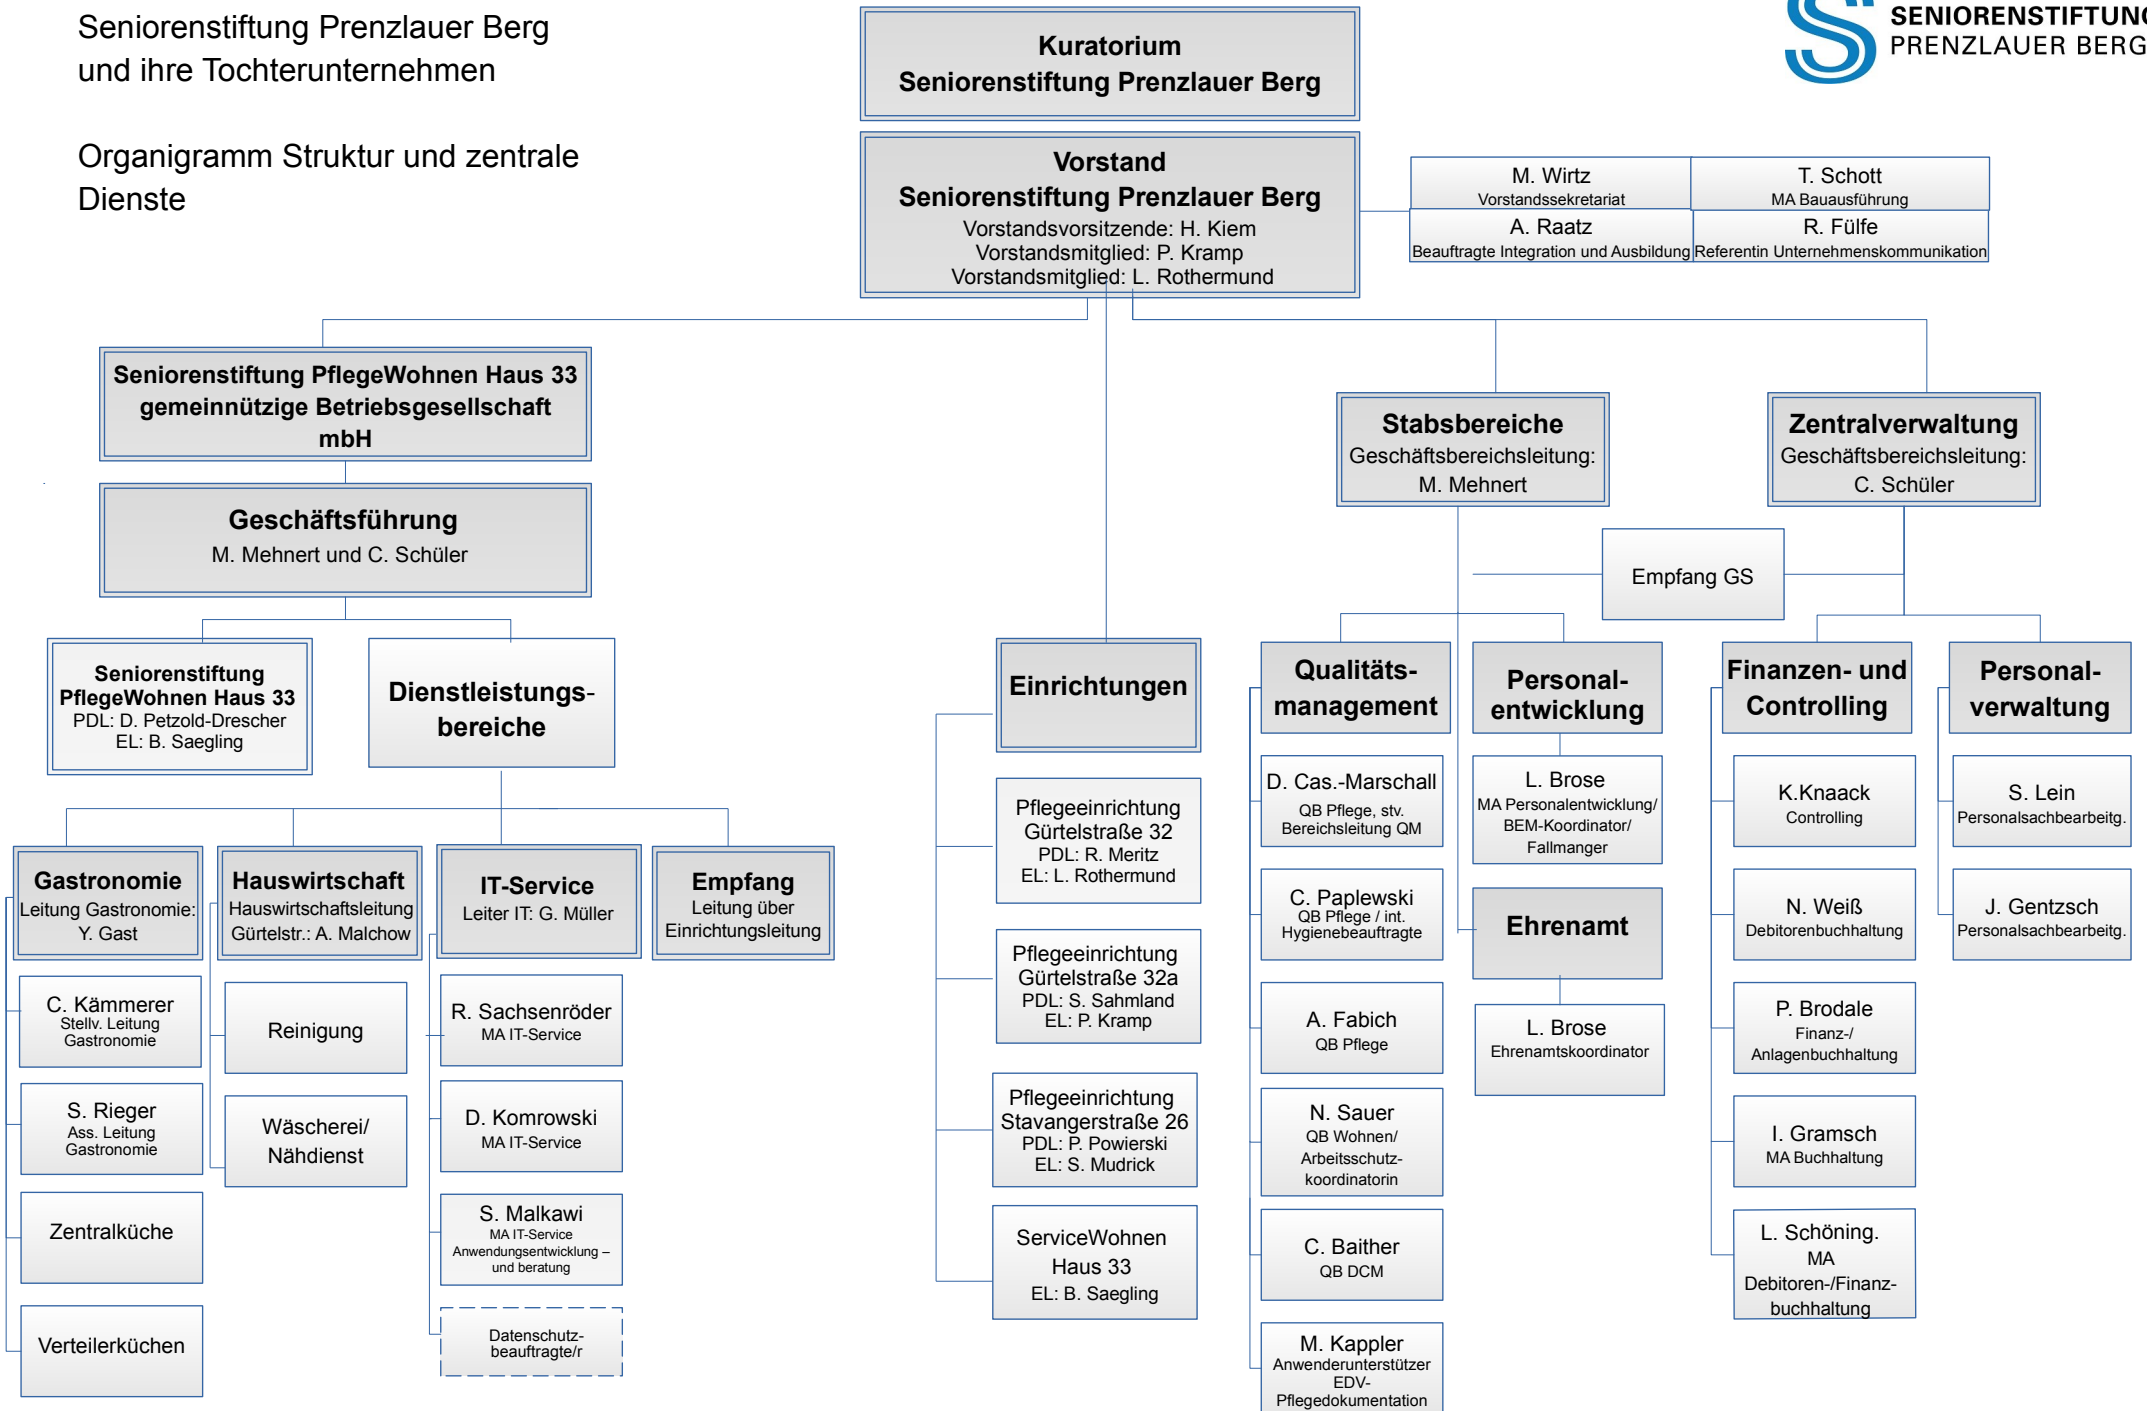 Seniorenstiftung Prenzlauer Berg
und ihre Tochterunternehmen
Organigramm Struktur und zentrale
Dienste
SENIORENSTIFTUNG
PRENZLAUER BERG
Kuratorium
Seniorenstiftung Prenzlauer Berg
Vorstand
Seniorenstiftung Prenzlauer Berg
Vorstandsvorsitzende: H. Kiem
Vorstandsmitglied: P. Kramp
Vorstandsmitglied: L. Rothermund
M. Wirtz
Vorstandssekretariat
T. Schott
MA Bauausführung
A. Raatz
Beauftragte Integration und Ausbildung
R. Fülfe
Referentin Unternehmenskommunikation
Seniorenstiftung PflegeWohnen Haus 33
gemeinnützige Betriebsgesellschaft
mbH
Geschäftsführung
M. Mehnert und C. Schüler
Seniorenstiftung
PflegeWohnen Haus 33
PDL: D. Petzold-Drescher
EL: B. Saegling
Dienstleistungs-
bereiche
Gastronomie
Leitung Gastronomie:
Y. Gast
C. Kämmerer
Stellv. Leitung
Gastronomie
S. Rieger
Ass. Leitung
Gastronomie
Zentralküche
Verteilerküchen
Hauswirtschaft
Hauswirtschaftsleitung
Gürtelstr.: A. Malchow
Reinigung
Wäscherei/
Nähdienst
IT-Service
Leiter IT: G. Müller
R. Sachsenröder
MA IT-Service
D. Komrowski
MA IT-Service
S. Malkawi
MA IT-Service
Anwendungsentwicklung –
und beratung
Datenschutz-
beauftragte/r
Empfang
Leitung über
Einrichtungsleitung
Einrichtungen
Pflegeeinrichtung
Gürtelstraße 32
PDL: R. Meritz
EL: L. Rothermund
Pflegeeinrichtung
Gürtelstraße 32a
PDL: S. Sahmland
EL: P. Kramp
Pflegeeinrichtung
Stavangerstraße 26
PDL: P. Powierski
EL: S. Mudrick
ServiceWohnen
Haus 33
EL: B. Saegling
Stabsbereiche
Geschäftsbereichsleitung:
M. Mehnert
Zentralverwaltung
Geschäftsbereichsleitung:
C. Schüler
Empfang GS
Qualitäts-
management
D. Cas.-Marschall
QB Pflege, stv.
Bereichsleitung QM
C. Paplewski
QB Pflege / int.
Hygienebeauftragte
A. Fabich
QB Pflege
N. Sauer
QB Wohnen/
Arbeitsschutz-
koordinatorin
C. Baither
QB DCM
M. Kappler
Anwenderunterstützer
EDV-
Pflegedokumentation
Personal-
entwicklung
L. Brose
MA Personalentwicklung/
BEM-Koordinator/
Fallmanger
Ehrenamt
L. Brose
Ehrenamtskoordinator
Finanzen- und
Controlling
K.Knaack
Controlling
N. Weiß
Debitorenbuchhaltung
P. Brodale
Finanz-/
Anlagenbuchhaltung
I. Gramsch
MA Buchhaltung
L. Schöning.
MA
Debitoren-/Finanz-
buchhaltung
Personal-
verwaltung
S. Lein
Personalsachbearbeitg.
J. Gentzsch
Personalsachbearbeitg.